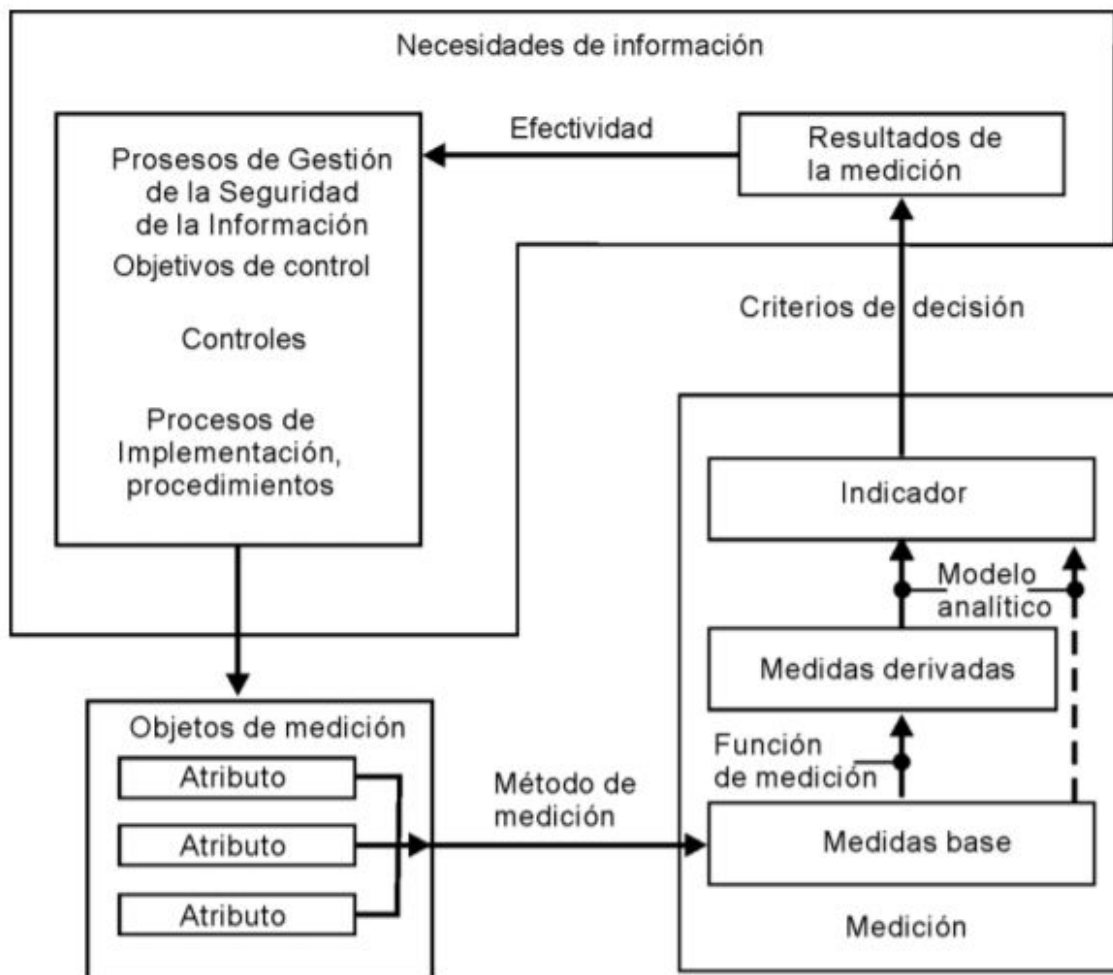 Necesidades de información
Efectividad
Resultados de
la medición
Prosesos de Gestión
de la Seguridad
de la Información
Objetivos de control
Controles
Procesos de
Implementación,
procedimientos
Criterios de decisión
Indicador
Modelo
analítico
Medidas derivadas
Función
de medición
Medidas base
Medición
Objetos de medición
Atributo
Atributo
Atributo
Método de
medición